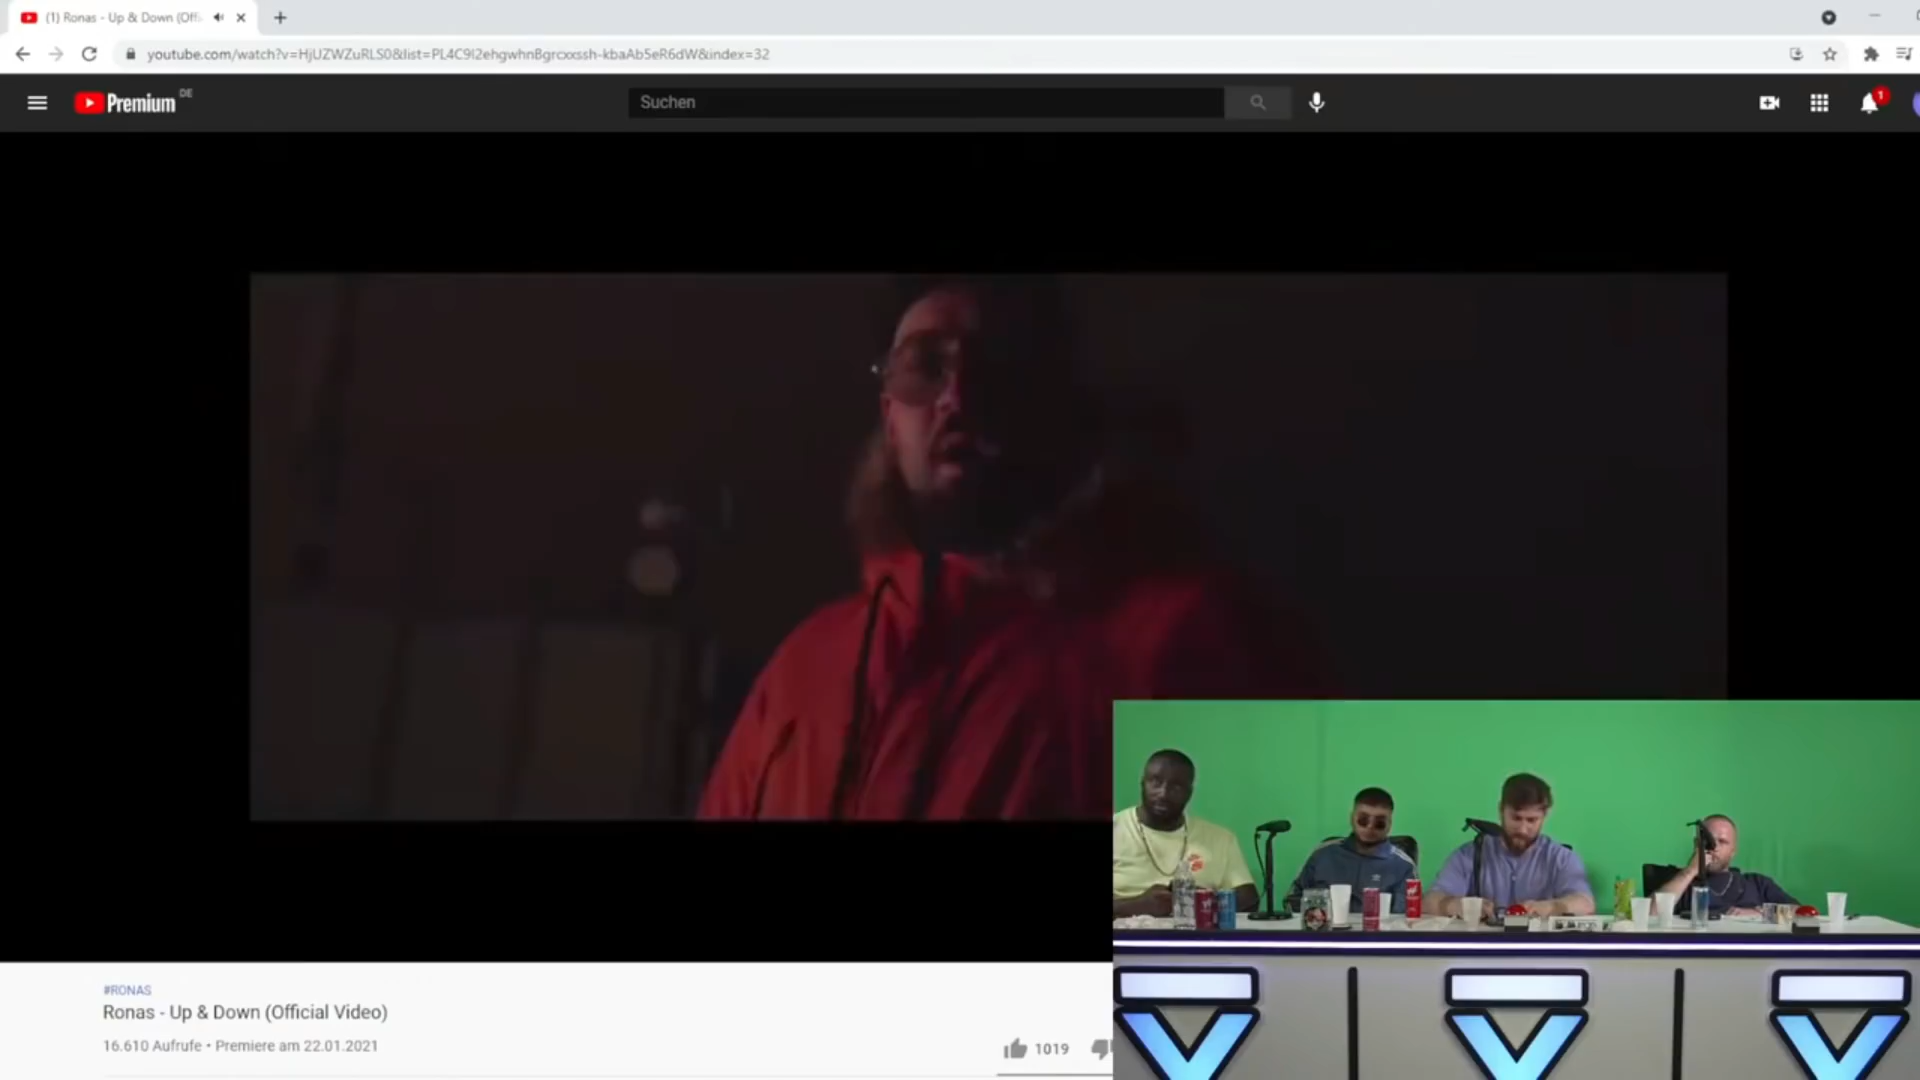 (1) Ronas - Up & Down (Offi
youtube.com/watch?v=HjUZWZuRLS0&list=PL4C9I2ehgwhnBgrcxxssh-kbaAb5eR6dW&index=32
Premium DE
Suchen
1
#RONAS
Ronas - Up & Down (Official Video)
16.610 Aufrufe • Premiere am 22.01.2021
1019